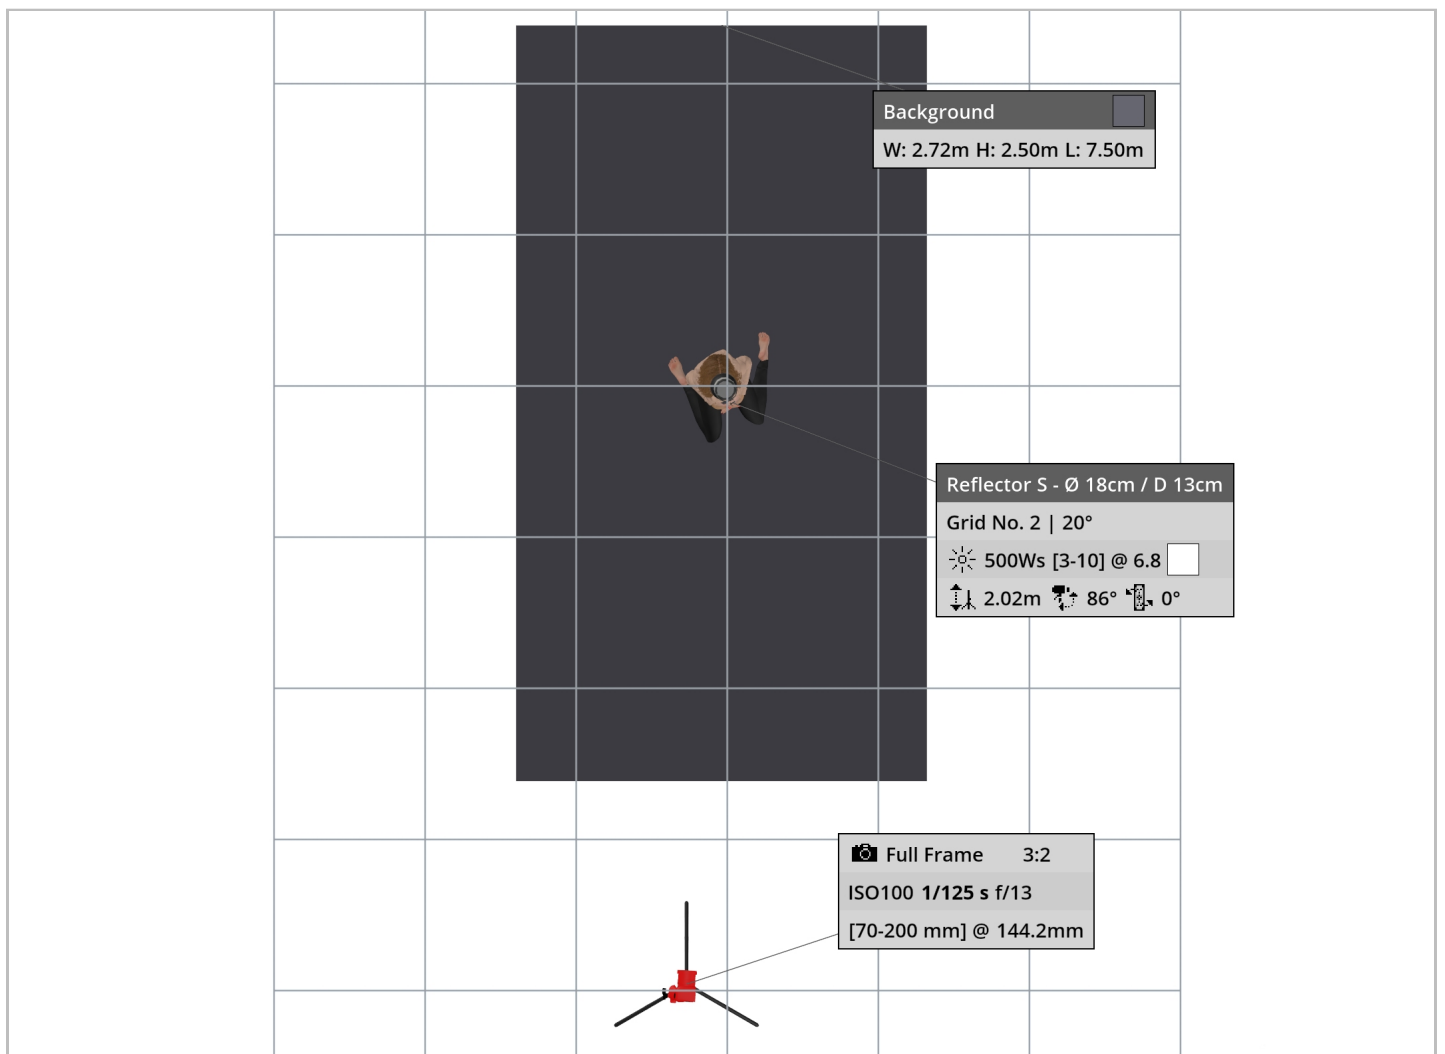 Background
W: 2.72m H: 2.50m L: 7.50m
Reflector S - Ø 18cm / D 13cm
Grid No. 2 | 20°
500Ws [3-10] @ 6.8
2.02m 86° 0°
Full Frame 3:2
ISO100 1/125 s f/13
[70-200 mm] @ 144.2mm